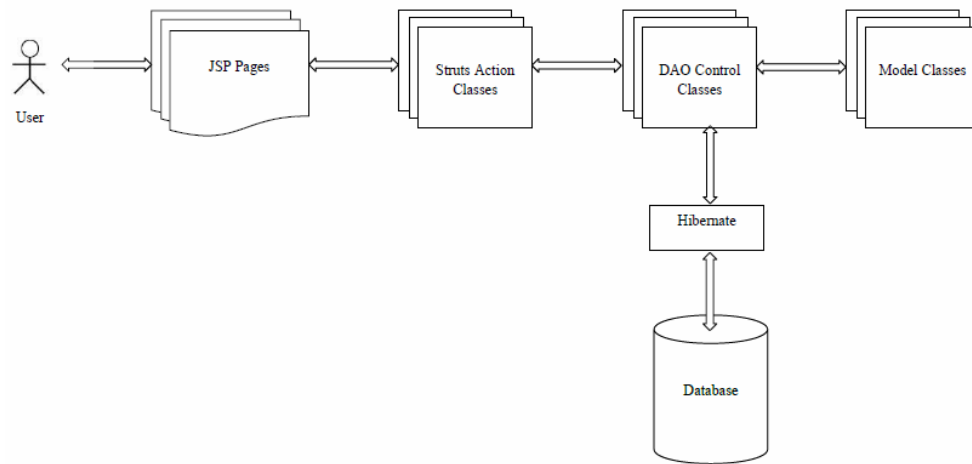 User
JSP Pages
Struts Action
Classes
DAO Control
Classes
Model Classes
Hibernate
Database